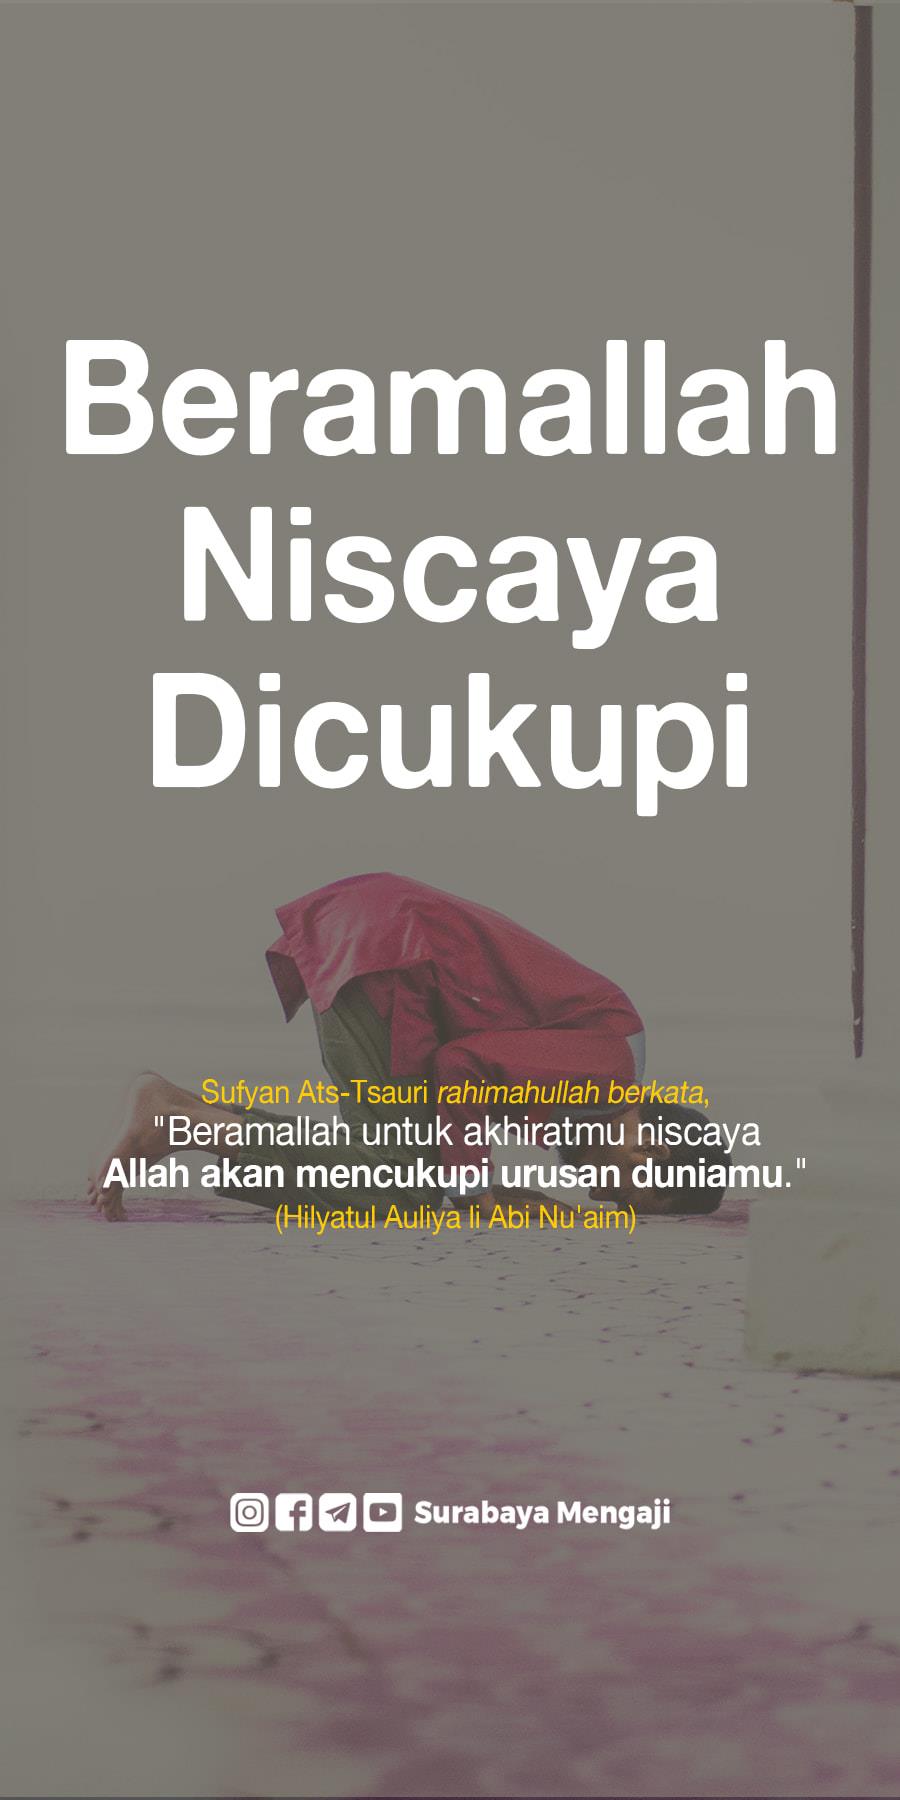 Beramallah
Niscaya
Dicukupi
Sufyan Ats-Tsauri rahimahullah berkata,
"Beramallah untuk akhiratmu niscaya
Allah akan mencukupi urusan duniamu."
(Hilyatul Auliya li Abi Nu'aim)
Surabaya Mengaji